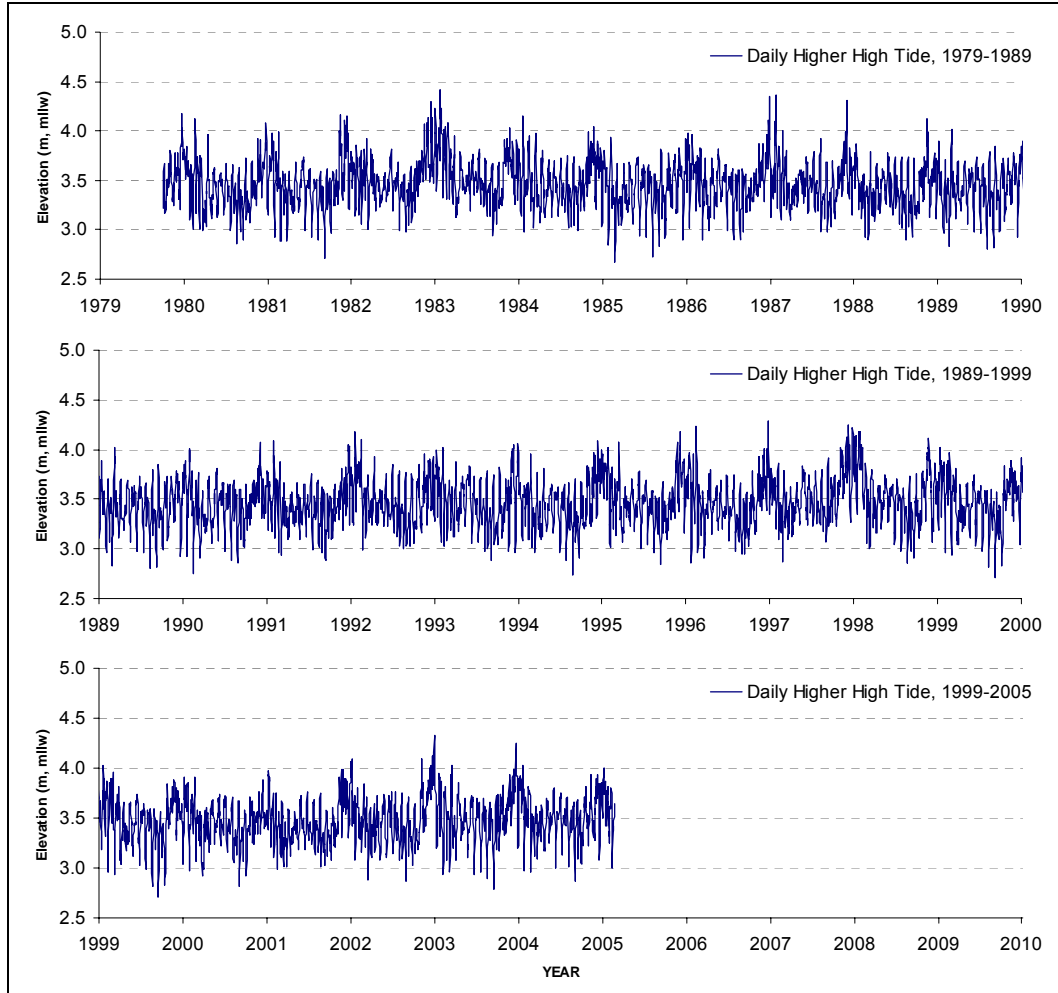 5.0
Daily Higher High Tide, 1979-1989
4.5
4.0
3.5
3.0
2.5
Elevation (m, mllw)
1979 1980 1981 1982 1983 1984 1985 1986 1987 1988 1989 1990
5.0
Daily Higher High Tide, 1989-1999
4.5
4.0
3.5
3.0
2.5
Elevation (m, mllw)
1989 1990 1991 1992 1993 1994 1995 1996 1997 1998 1999 2000
5.0
Daily Higher High Tide, 1999-2005
4.5
4.0
3.5
3.0
2.5
Elevation (m, mllw)
1999 2000 2001 2002 2003 2004 2005 2006 2007 2008 2009 2010
YEAR